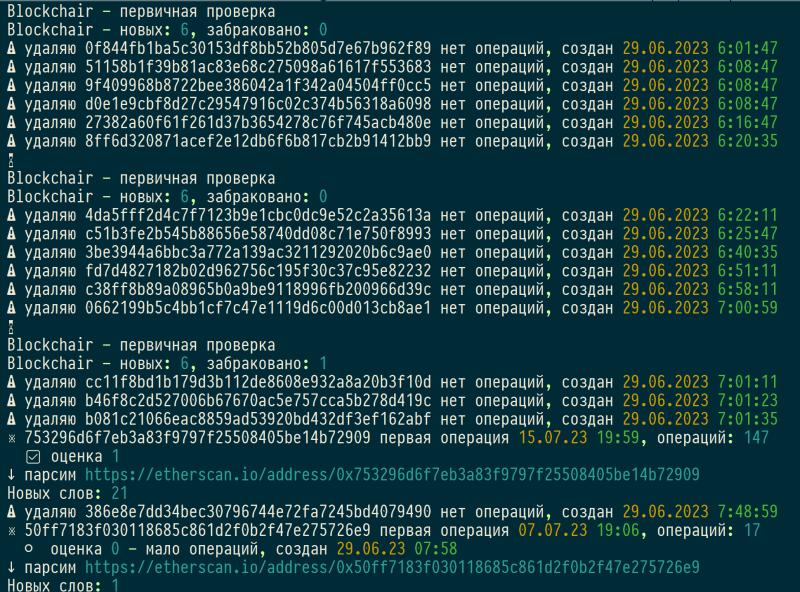 Blockchair - первичная проверка
Blockchair - новых: 6, забраковано: 0
удаляю 0f844fb1ba5c30153df8bb52b805d7e67b962f89 нет операций, создан 29.06.2023 6:01:47
удаляю 51158b1f39b81ac83e68c275098a61617f553683 нет операций, создан 29.06.2023 6:08:47
удаляю 9f409968b8722bee386042a1f342a04504ff0cc5 нет операций, создан 29.06.2023 6:08:47
удаляю d0e1e9cbf8d27c29547916c02c374b56318a6098 нет операций, создан 29.06.2023 6:08:47
удаляю 27382a60f61f261d37b3654278c76f745acb480e нет операций, создан 29.06.2023 6:16:47
удаляю 8ff6d320871acef2e12db6f6b817cb2b91412bb9 нет операций, создан 29.06.2023 6:20:35
Blockchair - первичная проверка
Blockchair - новых: 6, забраковано: 0
удаляю 4da5fff2d4c7f7123b9e1cbc0dc9e52c2a35613a нет операций, создан 29.06.2023 6:22:11
удаляю c51b3fe2b545b88656e58740dd08c71e750f8993 нет операций, создан 29.06.2023 6:25:47
удаляю 3be3944a6bbc3a772a139ac3211292020b6c9ae0 нет операций, создан 29.06.2023 6:40:35
удаляю fd7d4827182b02d962756c195f30c37c95e82232 нет операций, создан 29.06.2023 6:51:11
удаляю c38ff8b89a08965b0a9be9118996fb200966d39c нет операций, создан 29.06.2023 6:58:11
удаляю 0662199b5c4bb1cf7c47e1119d6c00d013cb8ae1 нет операций, создан 29.06.2023 7:00:59
Blockchair - первичная проверка
Blockchair - новых: 6, забраковано: 1
удаляю cc11f8bd1b179d3b112de8608e932a8a20b3f10d нет операций, создан 29.06.2023 7:01:11
удаляю b46f8c2d527006b67670ac5e757cca5b278d419c нет операций, создан 29.06.2023 7:01:23
удаляю b081c21066eac8859ad53920bd432df3ef162abf нет операций, создан 29.06.2023 7:01:35
※ 753296d6f7eb3a83f9797f25508405be14b72909 первая операция 15.07.23 19:59, операций: 147
☑ оценка 1
↓ парсим https://etherscan.io/address/0x753296d6f7eb3a83f9797f25508405be14b72909
Новых слов: 21
удаляю 386e8e7dd34bec30796744e72fa7245bd4079490 нет операций, создан 29.06.2023 7:48:59
※ 50ff7183f030118685c861d2f0b2f47e275726e9 первая операция 07.07.23 19:06, операций: 17
○ оценка 0 - мало операций, создан 29.06.23 07:58
↓ парсим https://etherscan.io/address/0x50ff7183f030118685c861d2f0b2f47e275726e9
Новых слов: 1